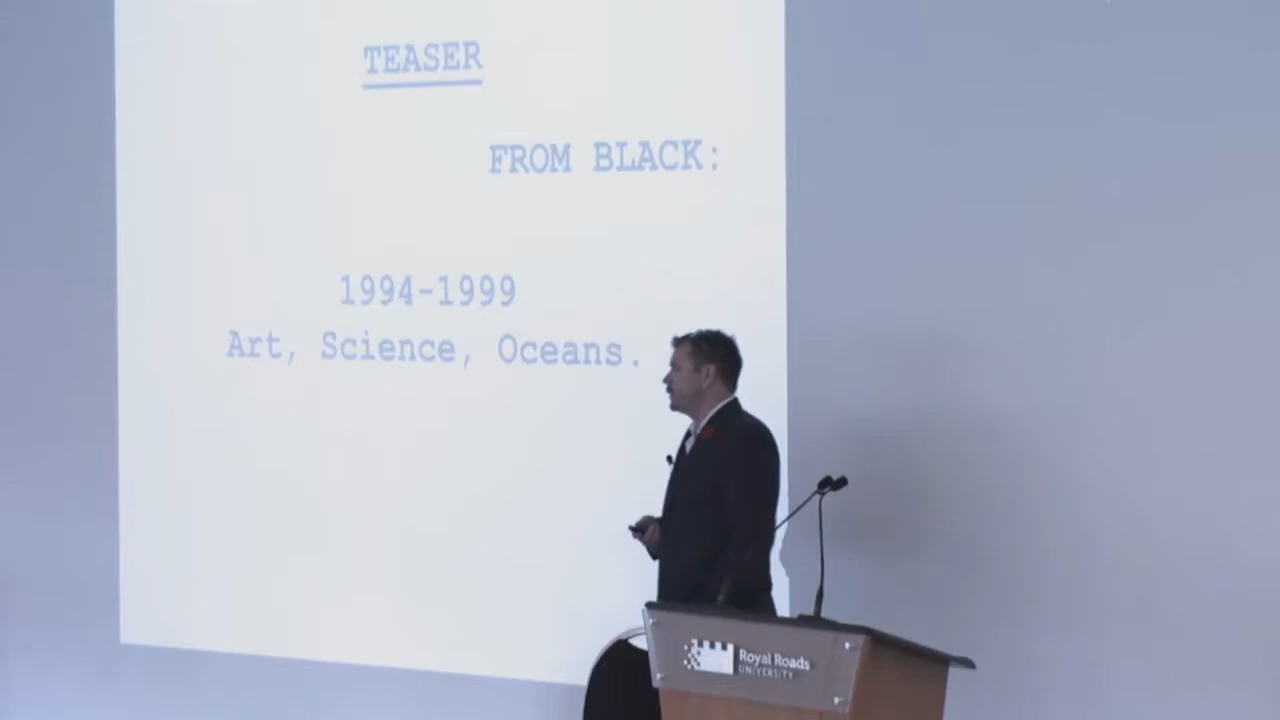 TEASER
FROM BLACK:
1994-1999
Art, Science, Oceans.
Royal Roads
UNIVERSITY